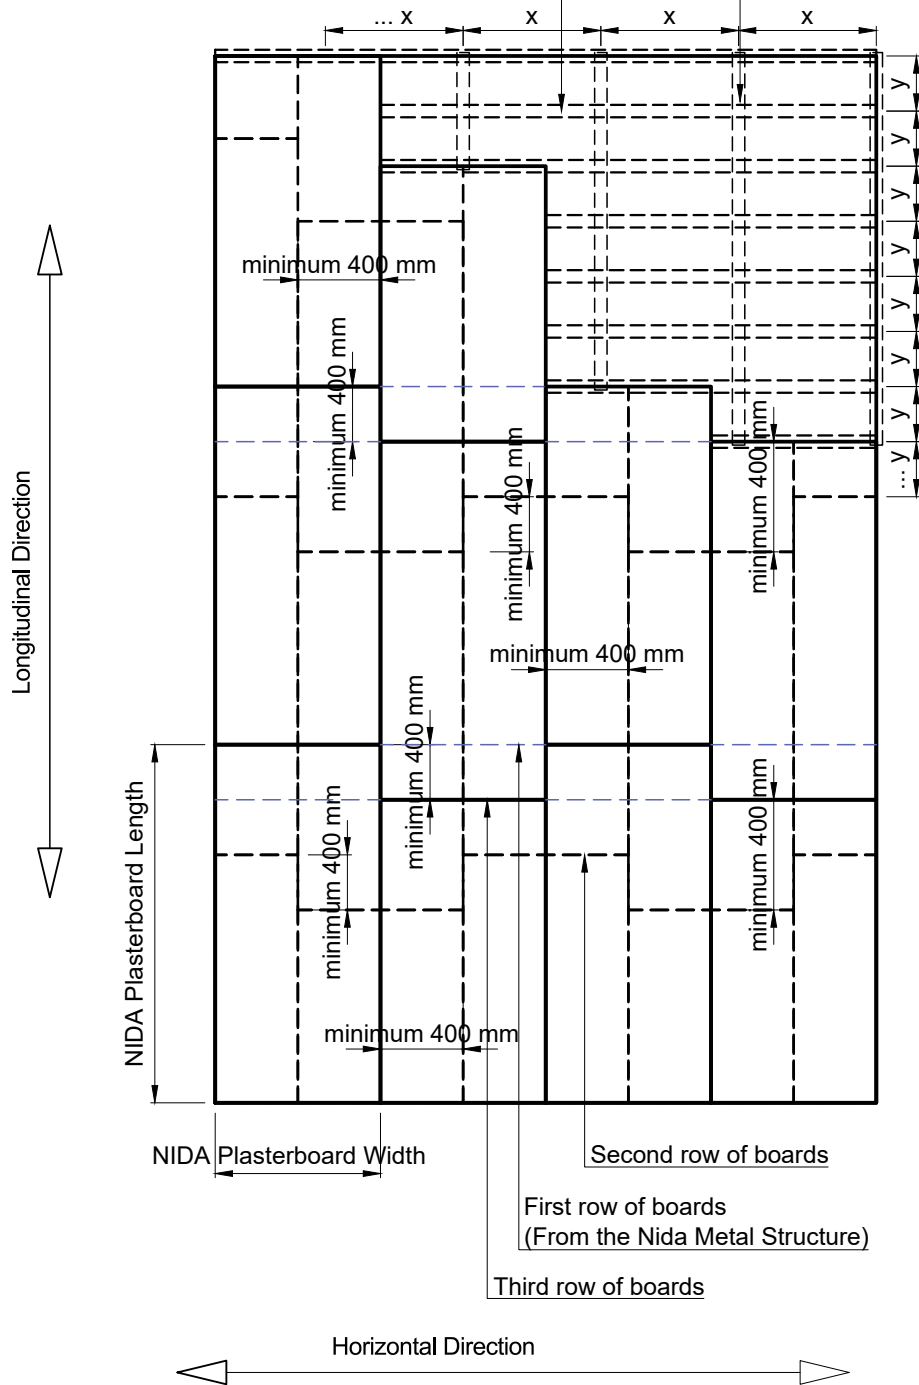 ... x
x
x
x
y
y
y
y
y
y
y
... y
minimum 400 mm
minimum 400 mm
minimum 400 mm
minimum 400 mm
Longitudinal Direction
minimum 400 mm
minimum 400 mm
minimum 400 mm
minimum 400 mm
NIDA Plasterboard Length
minimum 400 mm
NIDA Plasterboard Width
Second row of boards
First row of boards
(From the Nida Metal Structure)
Third row of boards
Horizontal Direction